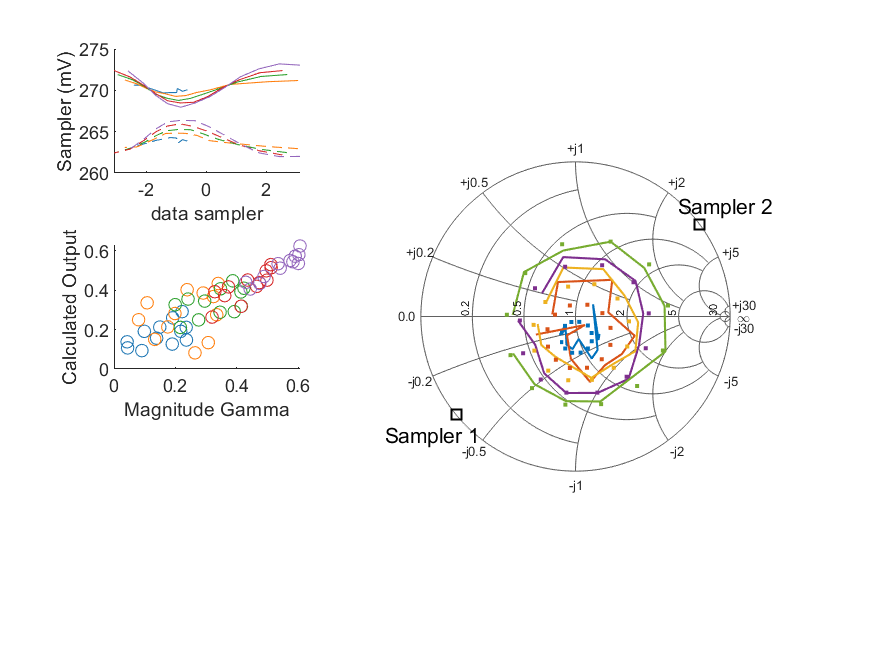 275
270
265
260
Sampler (mV)
-2
0
2
data sampler
0.6
0.4
0.2
0
Calculated Output
0
0.2
0.4
0.6
Magnitude Gamma
+j1
+j0.5
+j2
Sampler 2
+j0.2
+j5
0.0
0.2
0.5
1
2
5
30
+j30
∞
-j30
-j0.2
-j5
Sampler 1
-j0.5
-j2
-j1